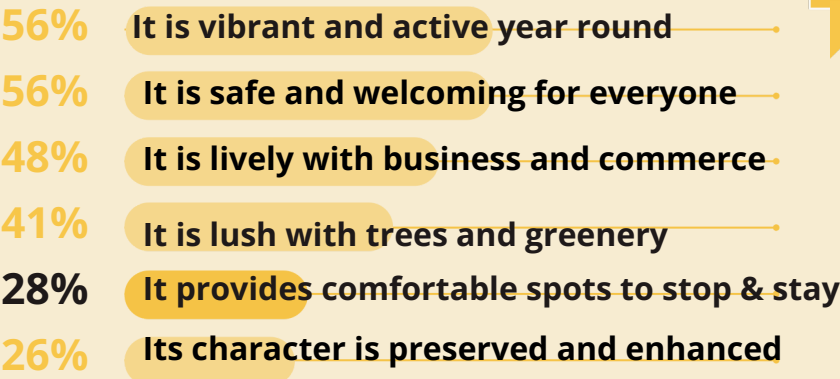 56% It is vibrant and active year round
56% It is safe and welcoming for everyone
48% It is lively with business and commerce
41% It is lush with trees and greenery
28% It provides comfortable spots to stop & stay
26% Its character is preserved and enhanced